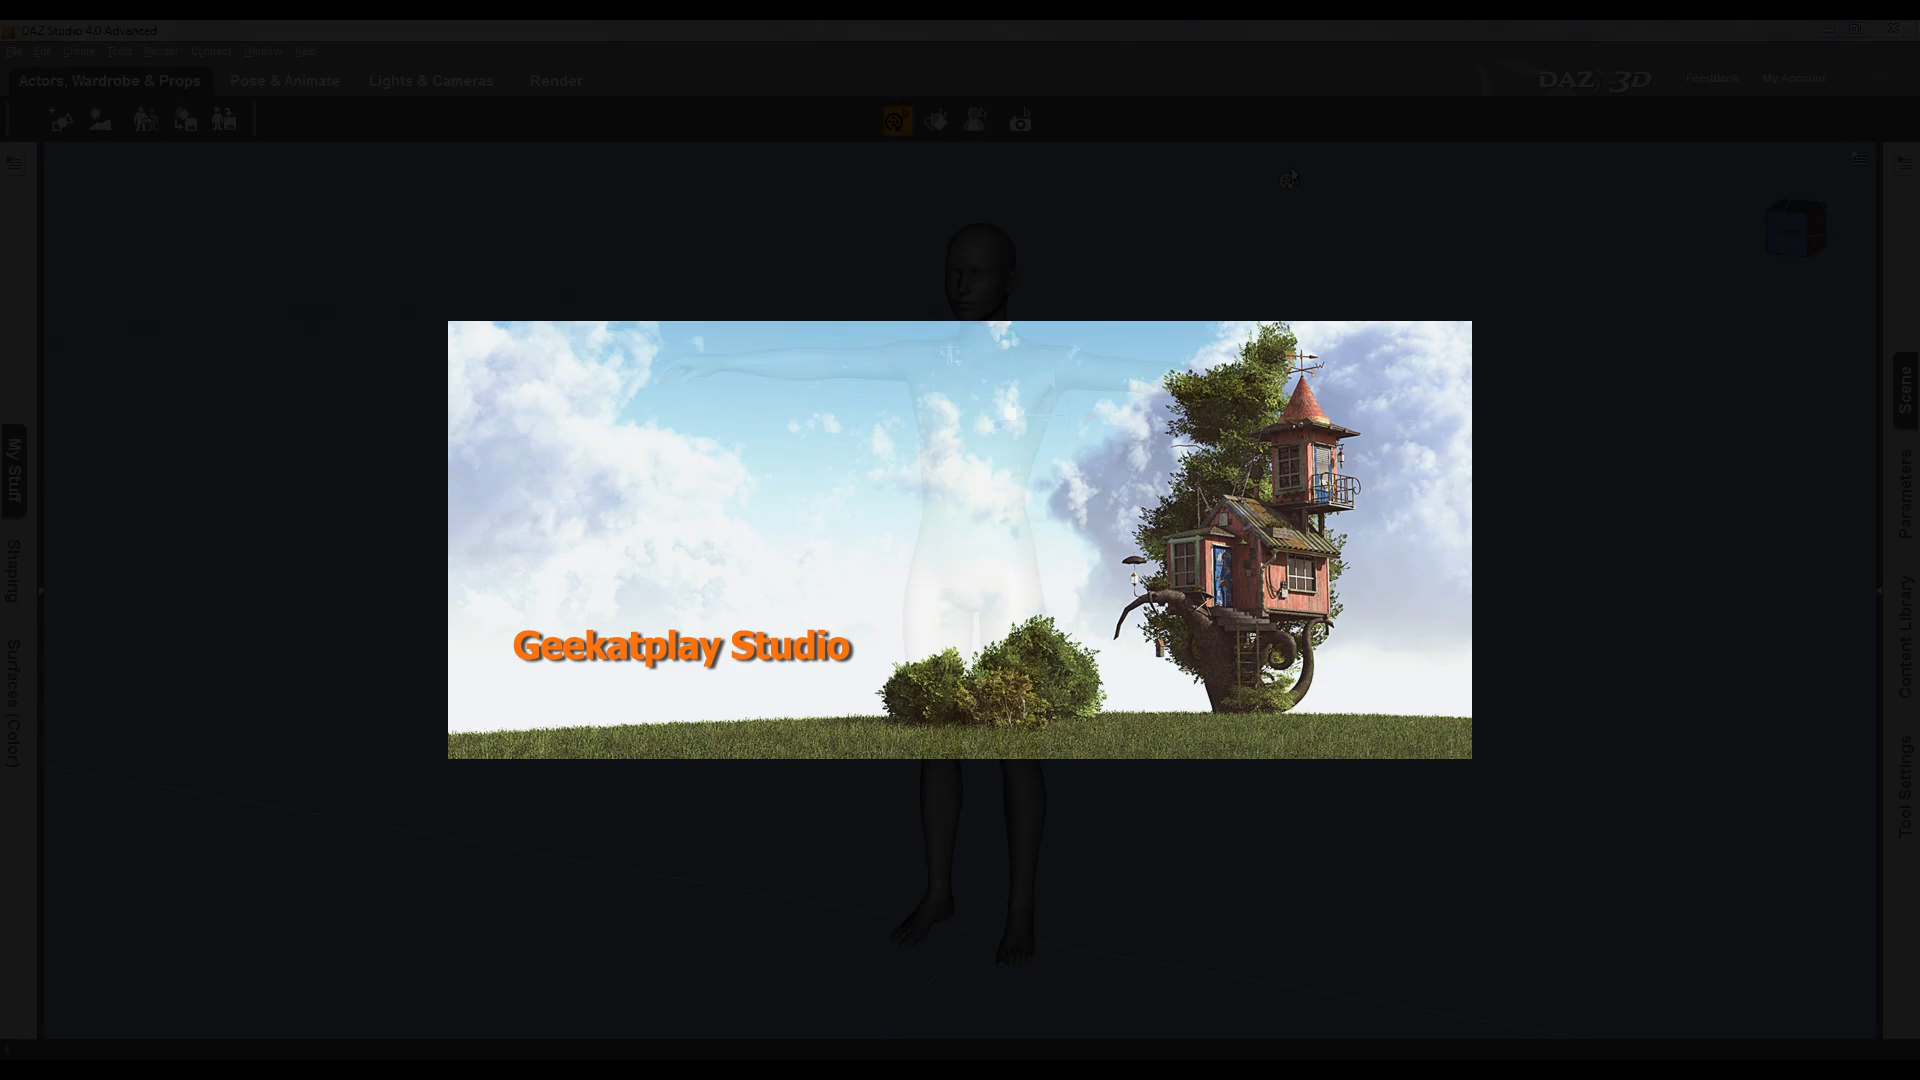 DAZ Studio 4.0 Advanced
File Edit Create Tools Render Connect Window Help
Actors, Wardrobe & Props Pose & Animate Lights & Cameras Render
DAZ 3D FeedBack My Account
My Stuff
Shaping
Surfaces (Color)
Geekatplay Studio
Scene
Parameters
Content Library
Tool Settings